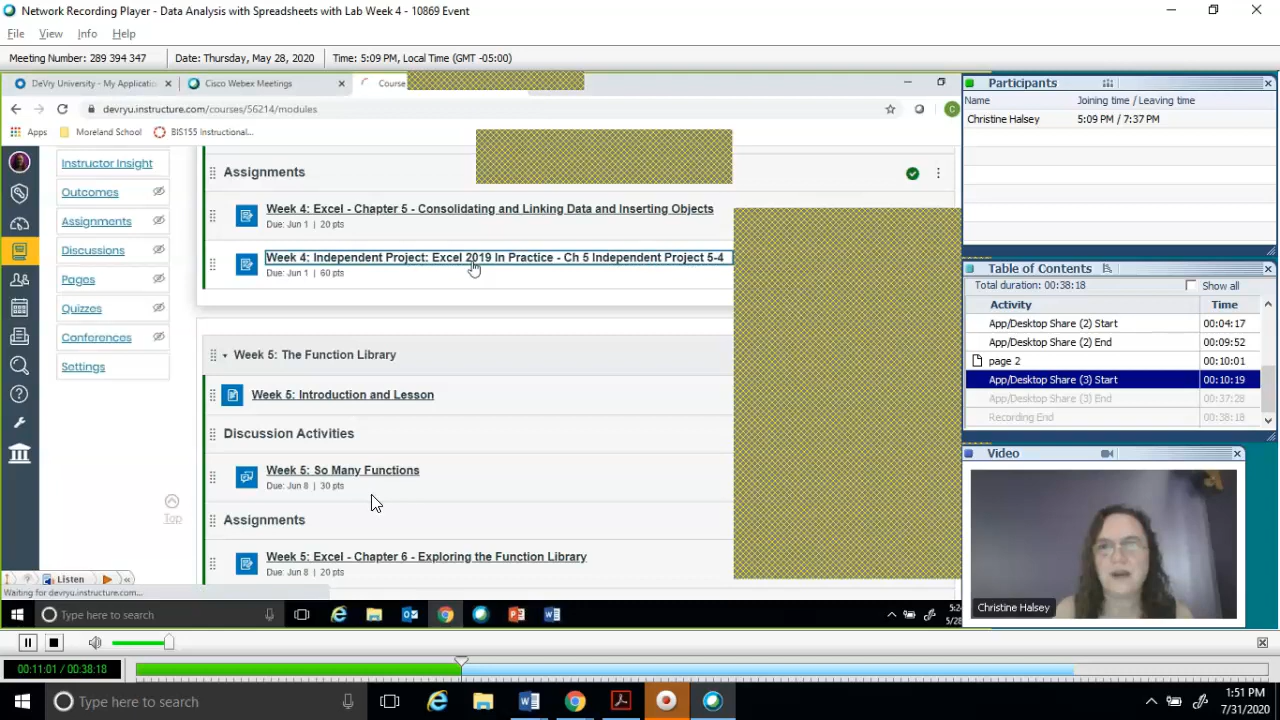 Network Recording Player - Data Analysis with Spreadsheets with Lab Week 4 - 10869 Event
File View Info Help
Meeting Number: 289 394 347 Date: Thursday, May 28, 2020 Time: 5:09 PM, Local Time (GMT -05:00)
DeVry University - My Applicati Cisco Webex Meetings Course
devryu.instructure.com/courses/56214/modules
Apps Moreland School BIS155 Instructional...
Instructor Insight
Outcomes
Assignments
Discussions
Pages
Quizzes
Conferences
Settings
Top
Assignments
Week 4: Excel - Chapter 5 - Consolidating and Linking Data and Inserting Objects
Due: Jun 1 | 20 pts
Week 4: Independent Project: Excel 2019 In Practice - Ch 5 Independent Project 5-4
Due: Jun 1 | 60 pts
Week 5: The Function Library
Week 5: Introduction and Lesson
Discussion Activities
Week 5: So Many Functions
Due: Jun 8 | 30 pts
Assignments
Week 5: Excel - Chapter 6 - Exploring the Function Library
Due: Jun 8 | 20 pts
Listen
Waiting for devryu.instructure.com...
Type here to search
Participants
Name Joining time / Leaving time
Christine Halsey 5:09 PM / 7:37 PM
Table of Contents
Total duration: 00:38:18 Show all
Activity Time
App/Desktop Share (2) Start 00:04:17
App/Desktop Share (2) End 00:09:52
page 2 00:10:01
App/Desktop Share (3) Start 00:10:19
App/Desktop Share (3) End 00:37:28
Recording End 00:38:18
Video
Christine Halsey
00:11:01 / 00:38:18
Type here to search
1:51 PM
7/31/2020